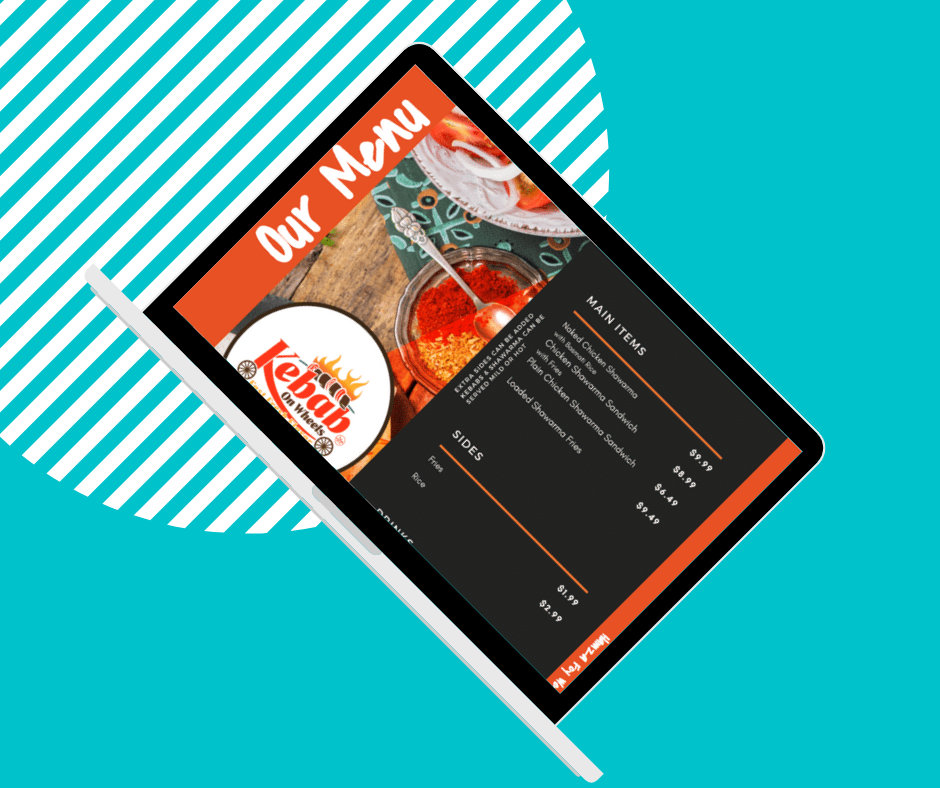 Our Menu
Kebab
On Wheels
EXTRA SIDES CAN BE ADDED
KEBABS & SHAWARMA CAN BE
SERVED MILD OR HOT
MAIN ITEMS
Naked Chicken Shawarma
with Basmati Rice
$9.99
Chicken Shawarma Sandwich
with Fries
$8.99
Plain Chicken Shawarma Sandwich
$6.49
Loaded Shawarma Fries
$9.49
SIDES
Fries
$1.99
Rice
$2.99
DRINKS